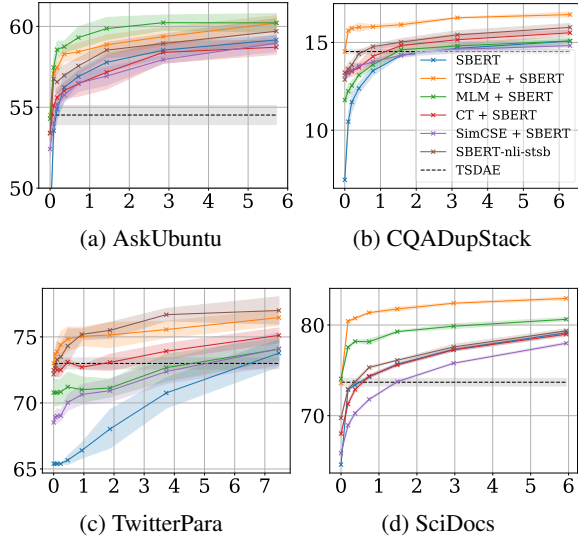 60
55
50
0 1 2 3 4 5 6
(a) AskUbuntu
15
10
SBERT
TSDAE + SBERT
MLM + SBERT
CT + SBERT
SimCSE + SBERT
SBERT-nli-stsb
TSDAE
0 1 2 3 4 5 6
(b) CQADupStack
75
70
65
0 1 2 3 4 5 6 7
(c) TwitterPara
80
70
0 1 2 3 4 5 6
(d) SciDocs